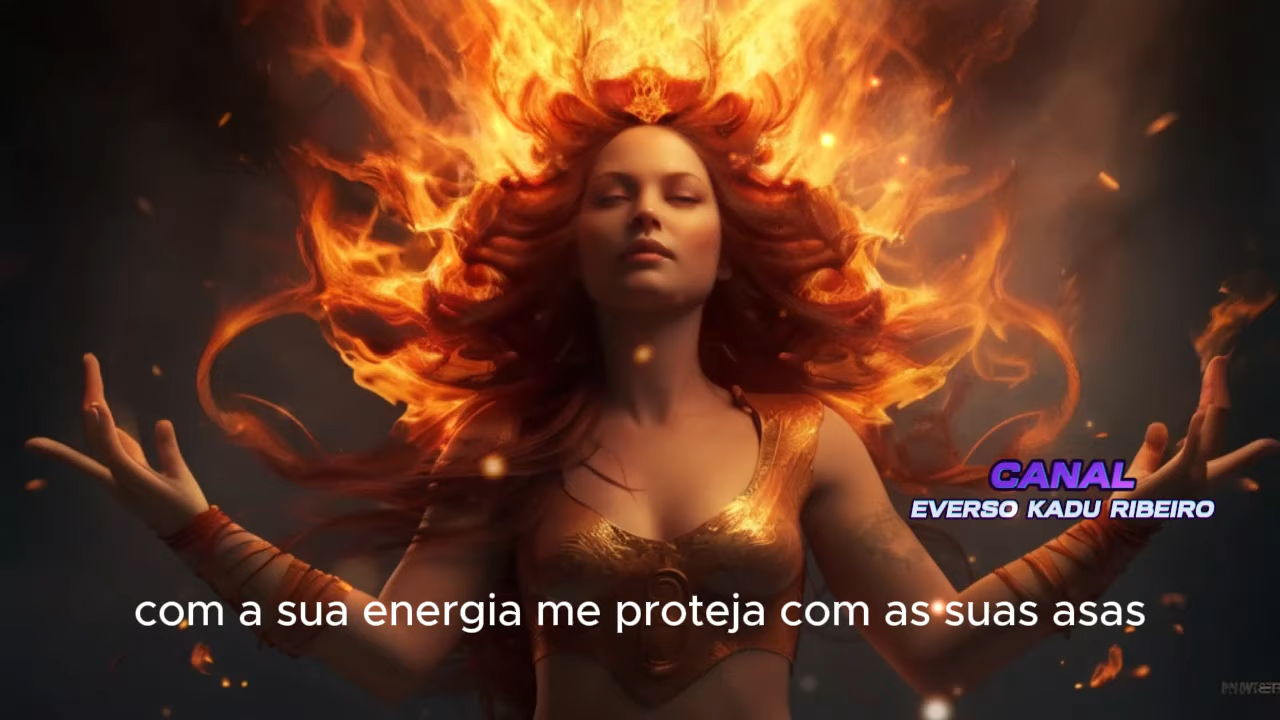 CANAL
EVERSO KADU RIBEIRO
com a sua energia me proteja com as suas asas